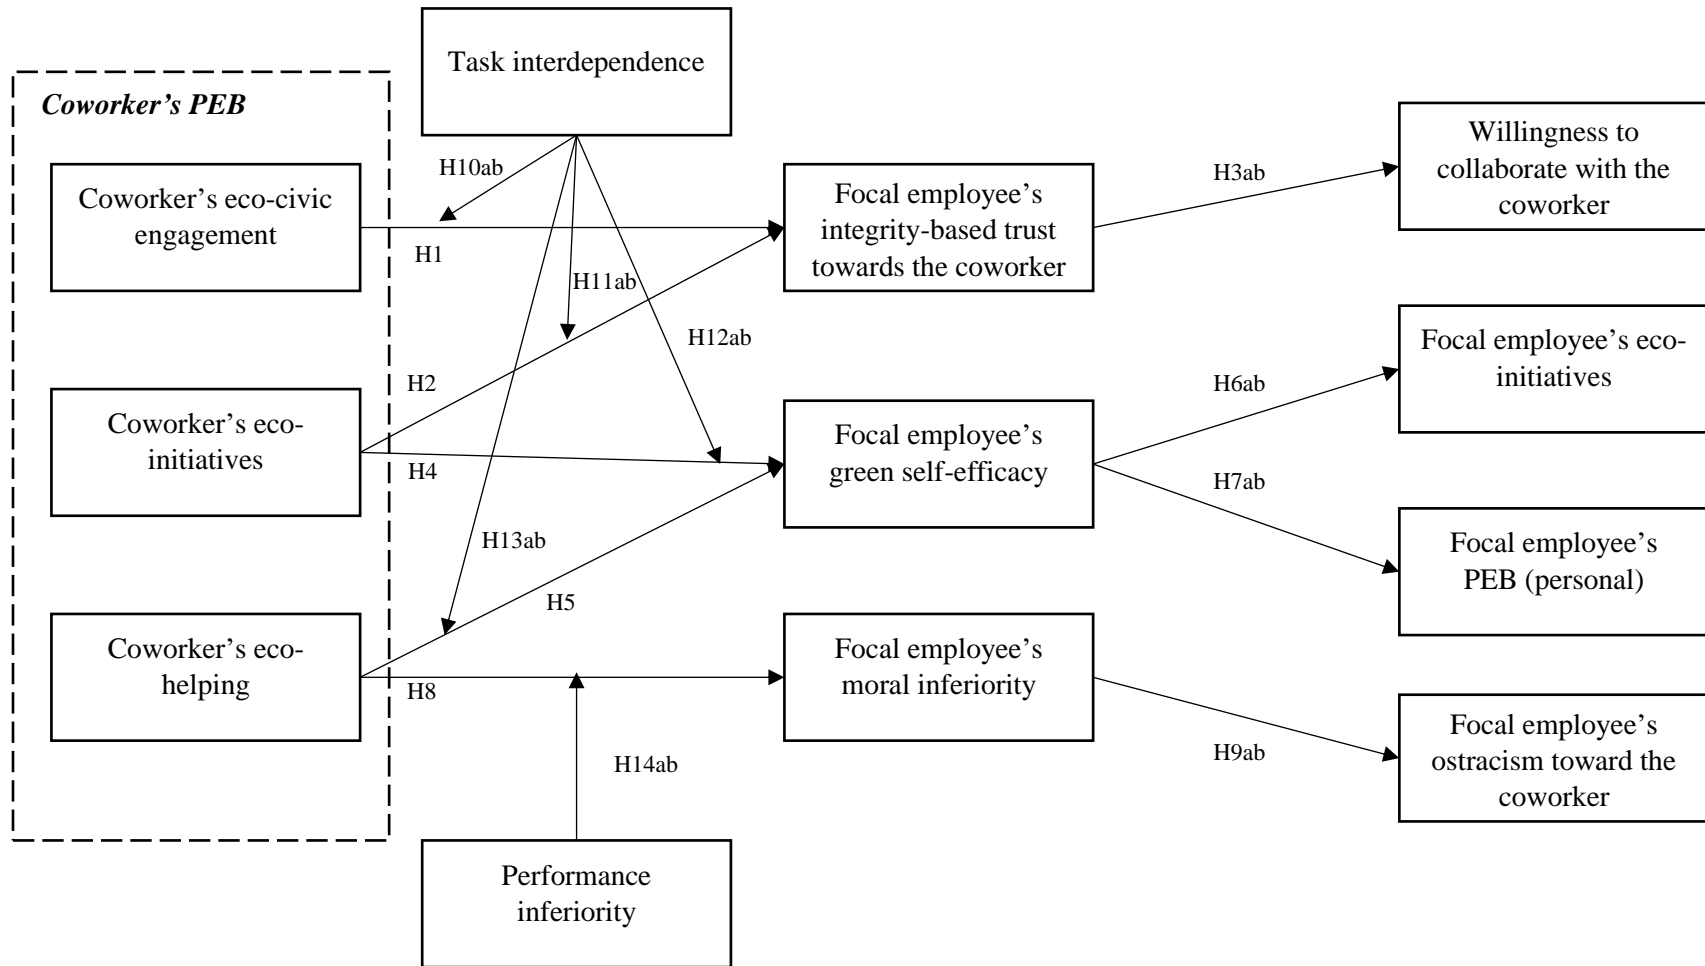 Task interdependence
Coworker’s PEB
Coworker’s eco-civic
engagement
Coworker’s eco-
initiatives
Coworker’s eco-
helping
H10ab
H1
H11ab
H12ab
H2
H4
H13ab
H5
H8
H14ab
Performance
inferiority
Focal employee’s
integrity-based trust
towards the coworker
Focal employee’s
green self-efficacy
Focal employee’s
moral inferiority
H3ab
H6ab
H7ab
H9ab
Willingness to
collaborate with the
coworker
Focal employee’s eco-
initiatives
Focal employee’s
PEB (personal)
Focal employee’s
ostracism toward the
coworker